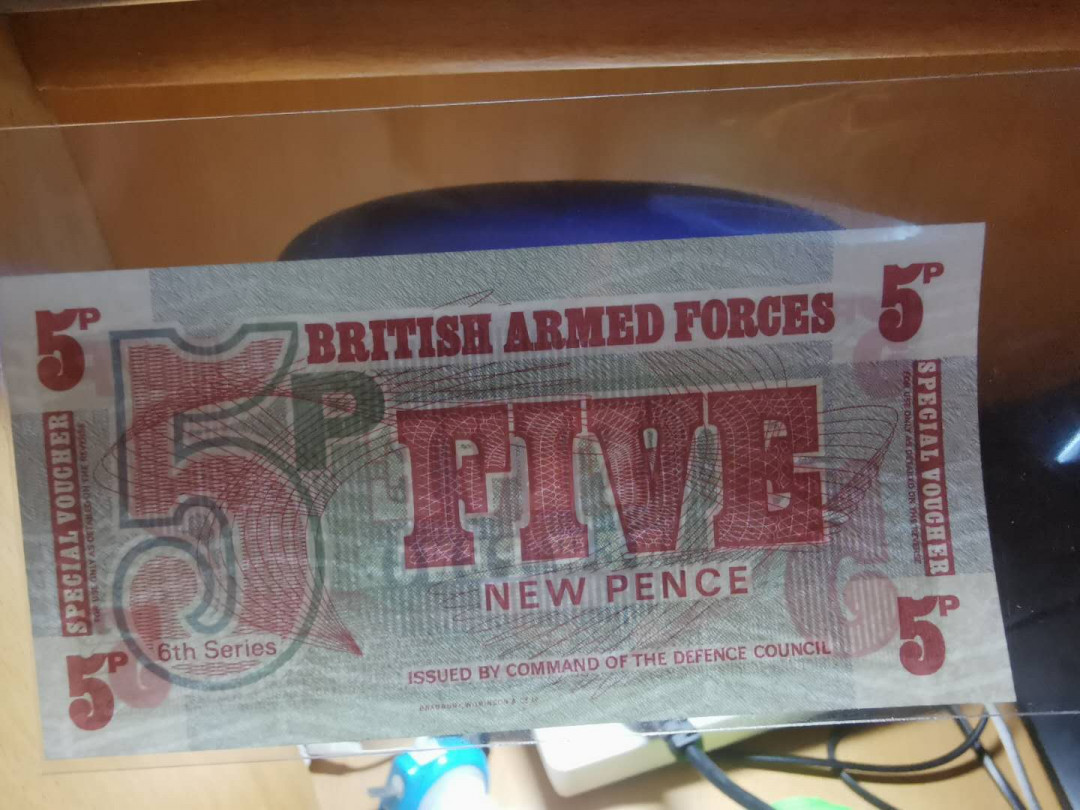 5P
BRITISH ARMED FORCES
5P
5P
FIVE
NEW PENCE
6th Series
ISSUED BY COMMAND OF THE DEFENCE COUNCIL
SPECIAL VOUCHER
SPECIAL VOUCHER
5P
5P